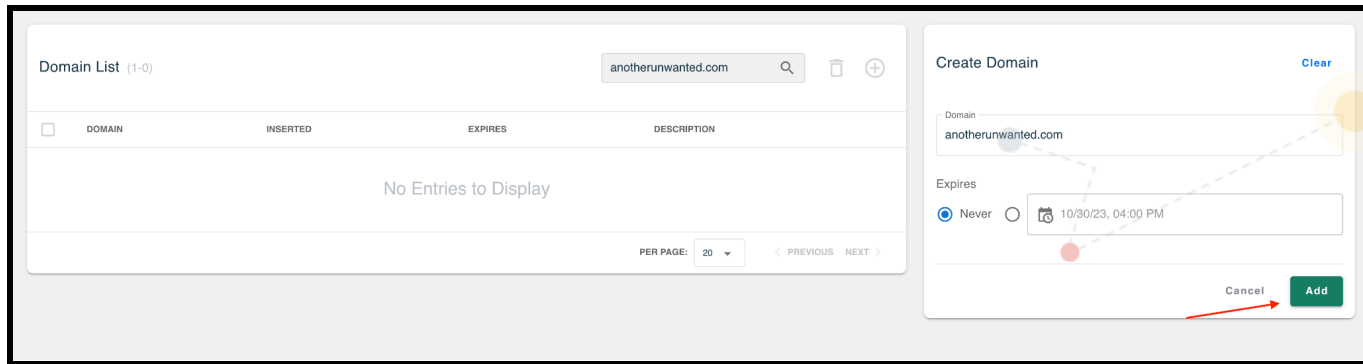 Domain List (1-0)
anotherunwanted.com
DOMAIN INSERTED EXPIRES DESCRIPTION
No Entries to Display
PER PAGE: 20 < PREVIOUS NEXT >
Create Domain Clear
Domain
anotherunwanted.com
Expires
Never 10/30/23, 04:00 PM
Cancel Add